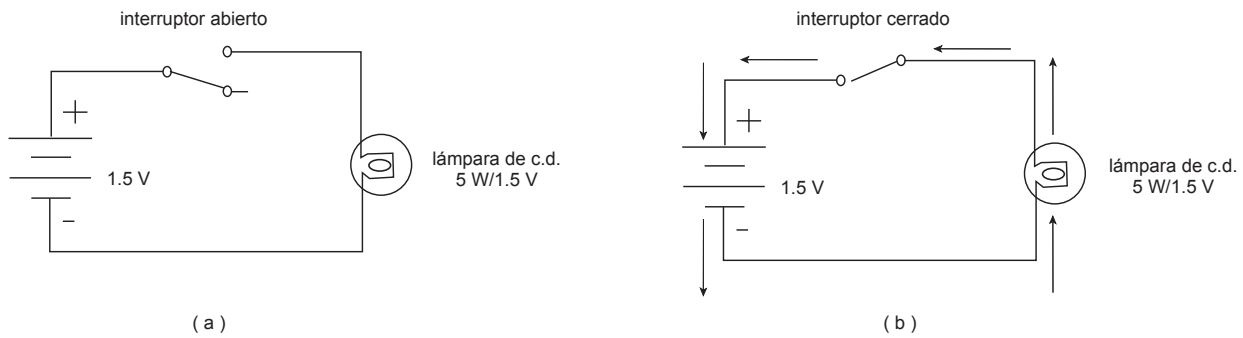 interruptor abierto
+
1.5 V
–
lámpara de c.d.
5 W/1.5 V
( a )
interruptor cerrado
+
1.5 V
–
lámpara de c.d.
5 W/1.5 V
( b )